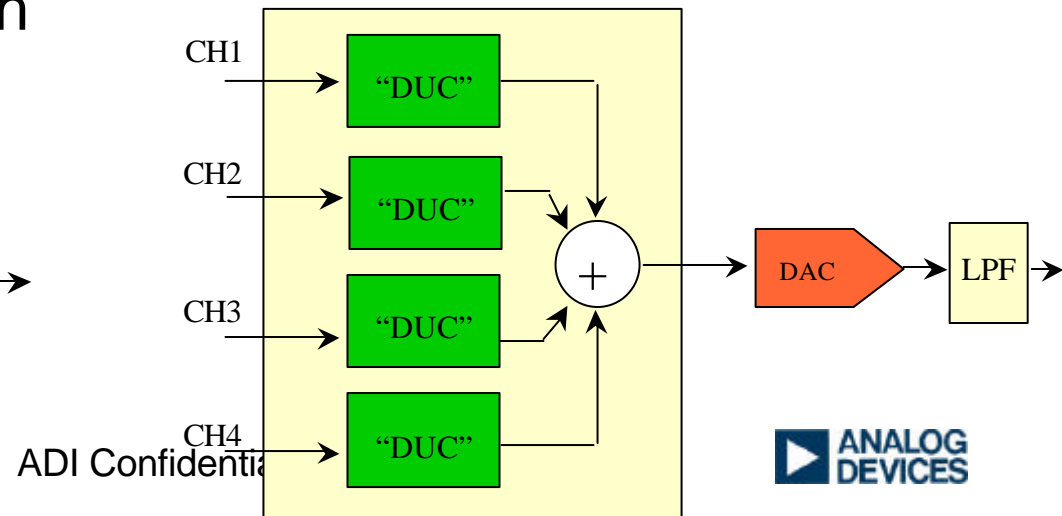 n
CH1
“DUC”
CH2
“DUC”
+
DAC
LPF
CH3
“DUC”
CH4
“DUC”
ADI Confidentia
ANALOG
DEVICES